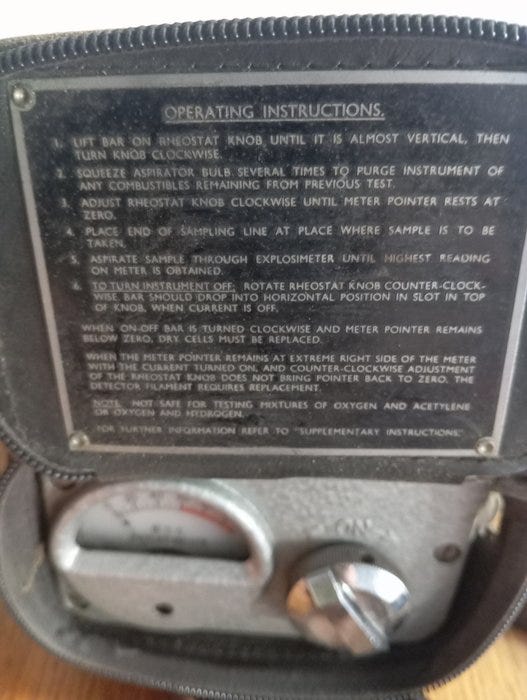 OPERATING INSTRUCTIONS.
1. LIFT BAR ON RHEOSTAT KNOB UNTIL IT IS ALMOST VERTICAL, THEN
TURN KNOB CLOCKWISE.
2. SQUEEZE ASPIRATOR BULB SEVERAL TIMES TO PURGE INSTRUMENT OF
ANY COMBUSTIBLES REMAINING FROM PREVIOUS TEST.
3. ADJUST RHEOSTAT KNOB CLOCKWISE UNTIL METER POINTER RESTS AT
ZERO.
4. PLACE END OF SAMPLING LINE AT PLACE WHERE SAMPLE IS TO BE
TAKEN.
5. ASPIRATE SAMPLE THROUGH EXPLOSIMETER UNTIL HIGHEST READING
ON METER IS OBTAINED.
6. TO TURN INSTRUMENT OFF: ROTATE RHEOSTAT KNOB COUNTER-CLOCK-
WISE. BAR SHOULD DROP INTO HORIZONTAL POSITION IN SLOT IN TOP
OF KNOB, WHEN CURRENT IS OFF.
WHEN ON-OFF BAR IS TURNED CLOCKWISE AND METER POINTER REMAINS
BELOW ZERO, DRY CELLS MUST BE REPLACED.
WHEN THE METER POINTER REMAINS AT EXTREME RIGHT SIDE OF THE METER
WITH THE CURRENT TURNED ON, AND COUNTER-CLOCKWISE ADJUSTMENT
OF THE RHEOSTAT KNOB DOES NOT BRING POINTER BACK TO ZERO, THE
DETECTOR FILAMENT REQUIRES REPLACEMENT.
NOTE. NOT SAFE FOR TESTING MIXTURES OF OXYGEN AND ACETYLENE
OR OXYGEN AND HYDROGEN.
FOR FURTHER INFORMATION REFER TO "SUPPLEMENTARY INSTRUCTIONS."
ON